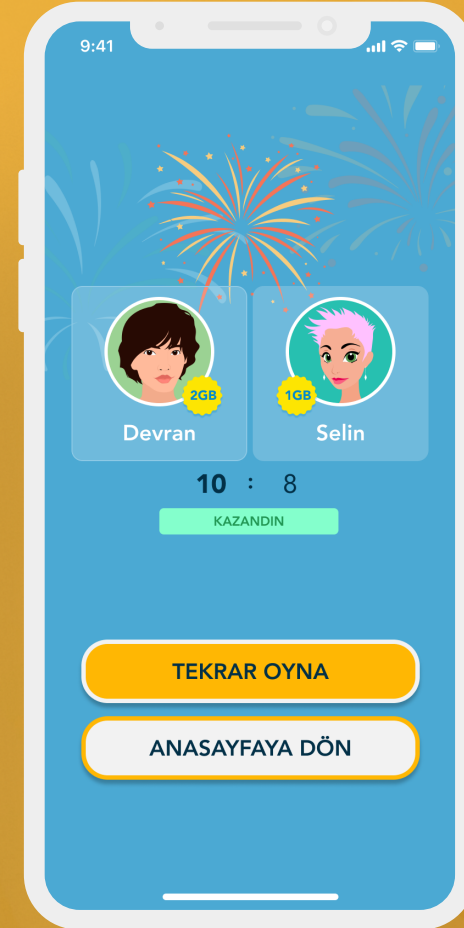 9:41
2GB
1GB
Devran
Selin
10 : 8
KAZANDIN
TEKRAR OYNA
ANASAYFAYA DÖN